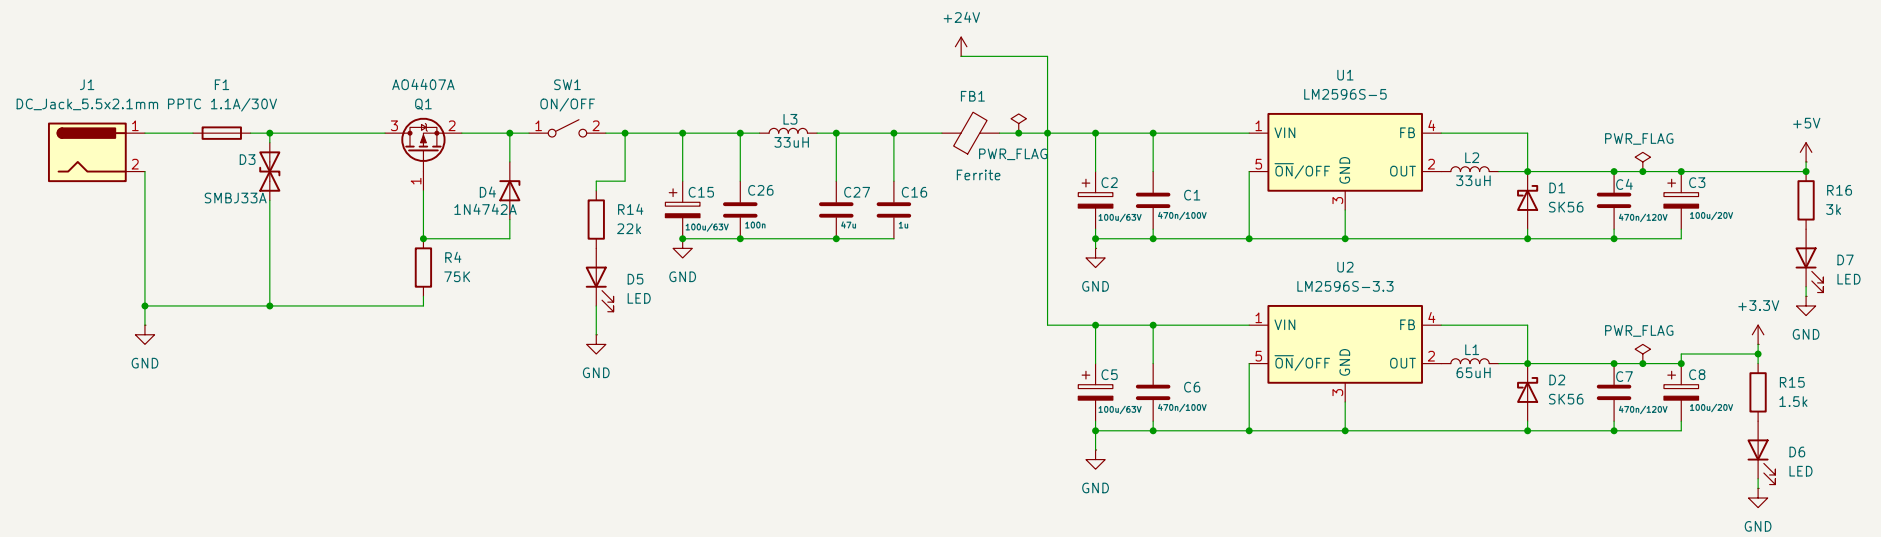 +24V
J1
DC_Jack_5.5x2.1mm
1
2
F1
PPTC 1.1A/30V
D3
SMBJ33A
GND
AO4407A
Q1
3
2
1
D4
1N4742A
R4
75K
SW1
ON/OFF
1
2
R14
22k
D5
LED
GND
C15
100u/63V
C26
100n
GND
L3
33uH
C27
47u
C16
1u
FB1
Ferrite
PWR_FLAG
C2
100u/63V
C1
470n/100V
GND
U1
LM2596S-5
1
VIN
5
ON/OFF
GND
3
FB
4
OUT
2
L2
33uH
D1
SK56
PWR_FLAG
C4
470n/120V
C3
100u/20V
+5V
R16
3k
D7
LED
GND
C5
100u/63V
C6
470n/100V
GND
U2
LM2596S-3.3
1
VIN
5
ON/OFF
GND
3
FB
4
OUT
2
L1
65uH
D2
SK56
PWR_FLAG
C7
470n/120V
C8
100u/20V
+3.3V
R15
1.5k
D6
LED
GND